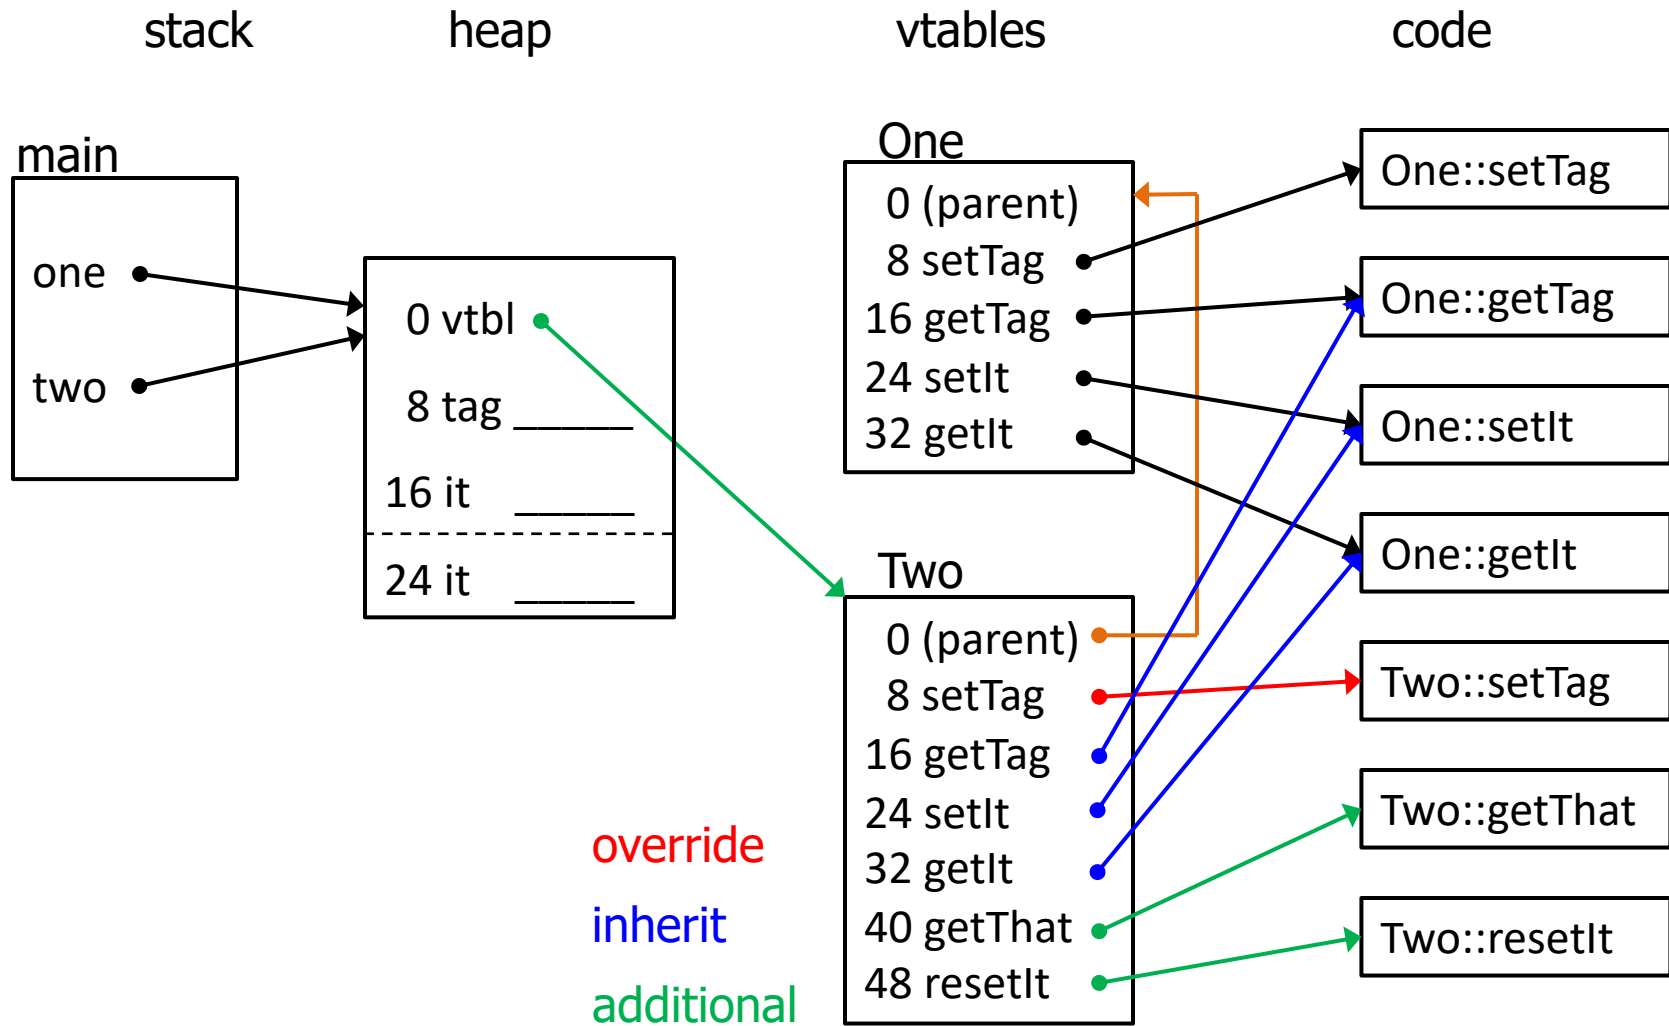 stack heap vtables code
main
one
two
0 vtbl
8 tag _____
16 it _____
24 it _____
One
0 (parent)
8 setTag
16 getTag
24 setIt
32 getIt
Two
0 (parent)
8 setTag
16 getTag
24 setIt
32 getIt
40 getThat
48 resetIt
One::setTag
One::getTag
One::setIt
One::getIt
Two::setTag
Two::getThat
Two::resetIt
override
inherit
additional